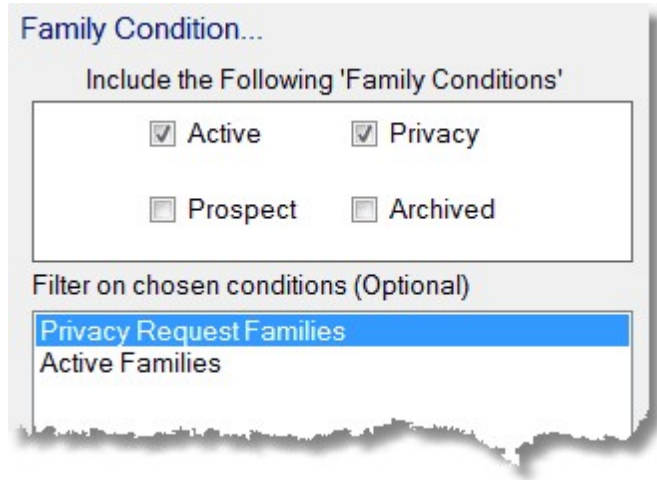 Family Condition...
Include the Following 'Family Conditions'
Active Privacy
Prospect Archived
Filter on chosen conditions (Optional)
Privacy Request Families
Active Families